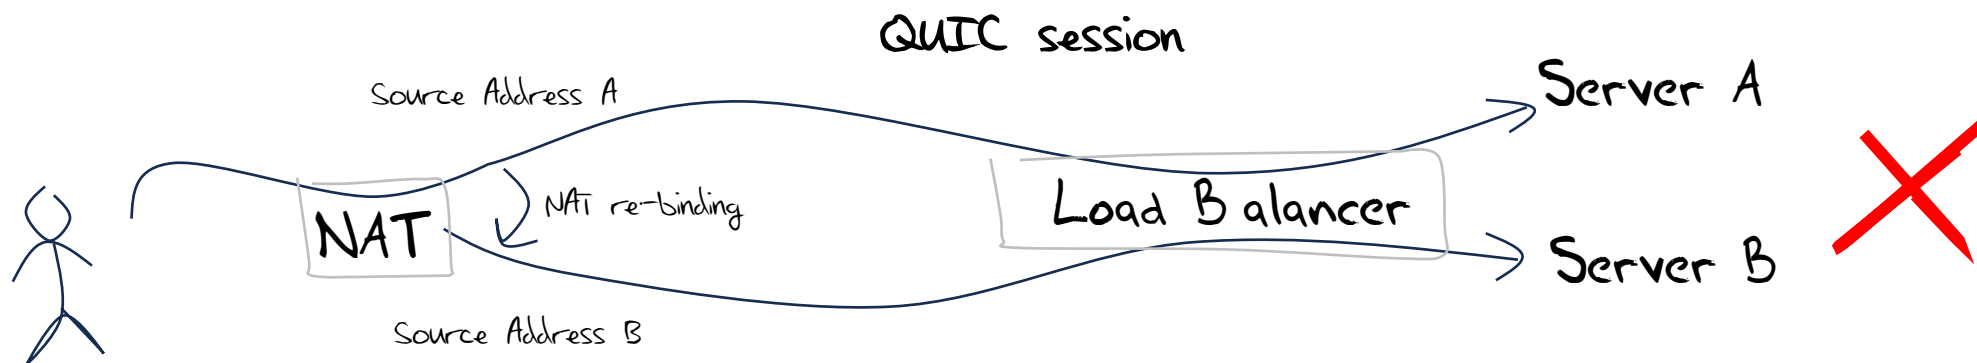 QUIC session
Source Address A
Server A
NAT
NAT re-binding
Load Balancer
Server B
Source Address B